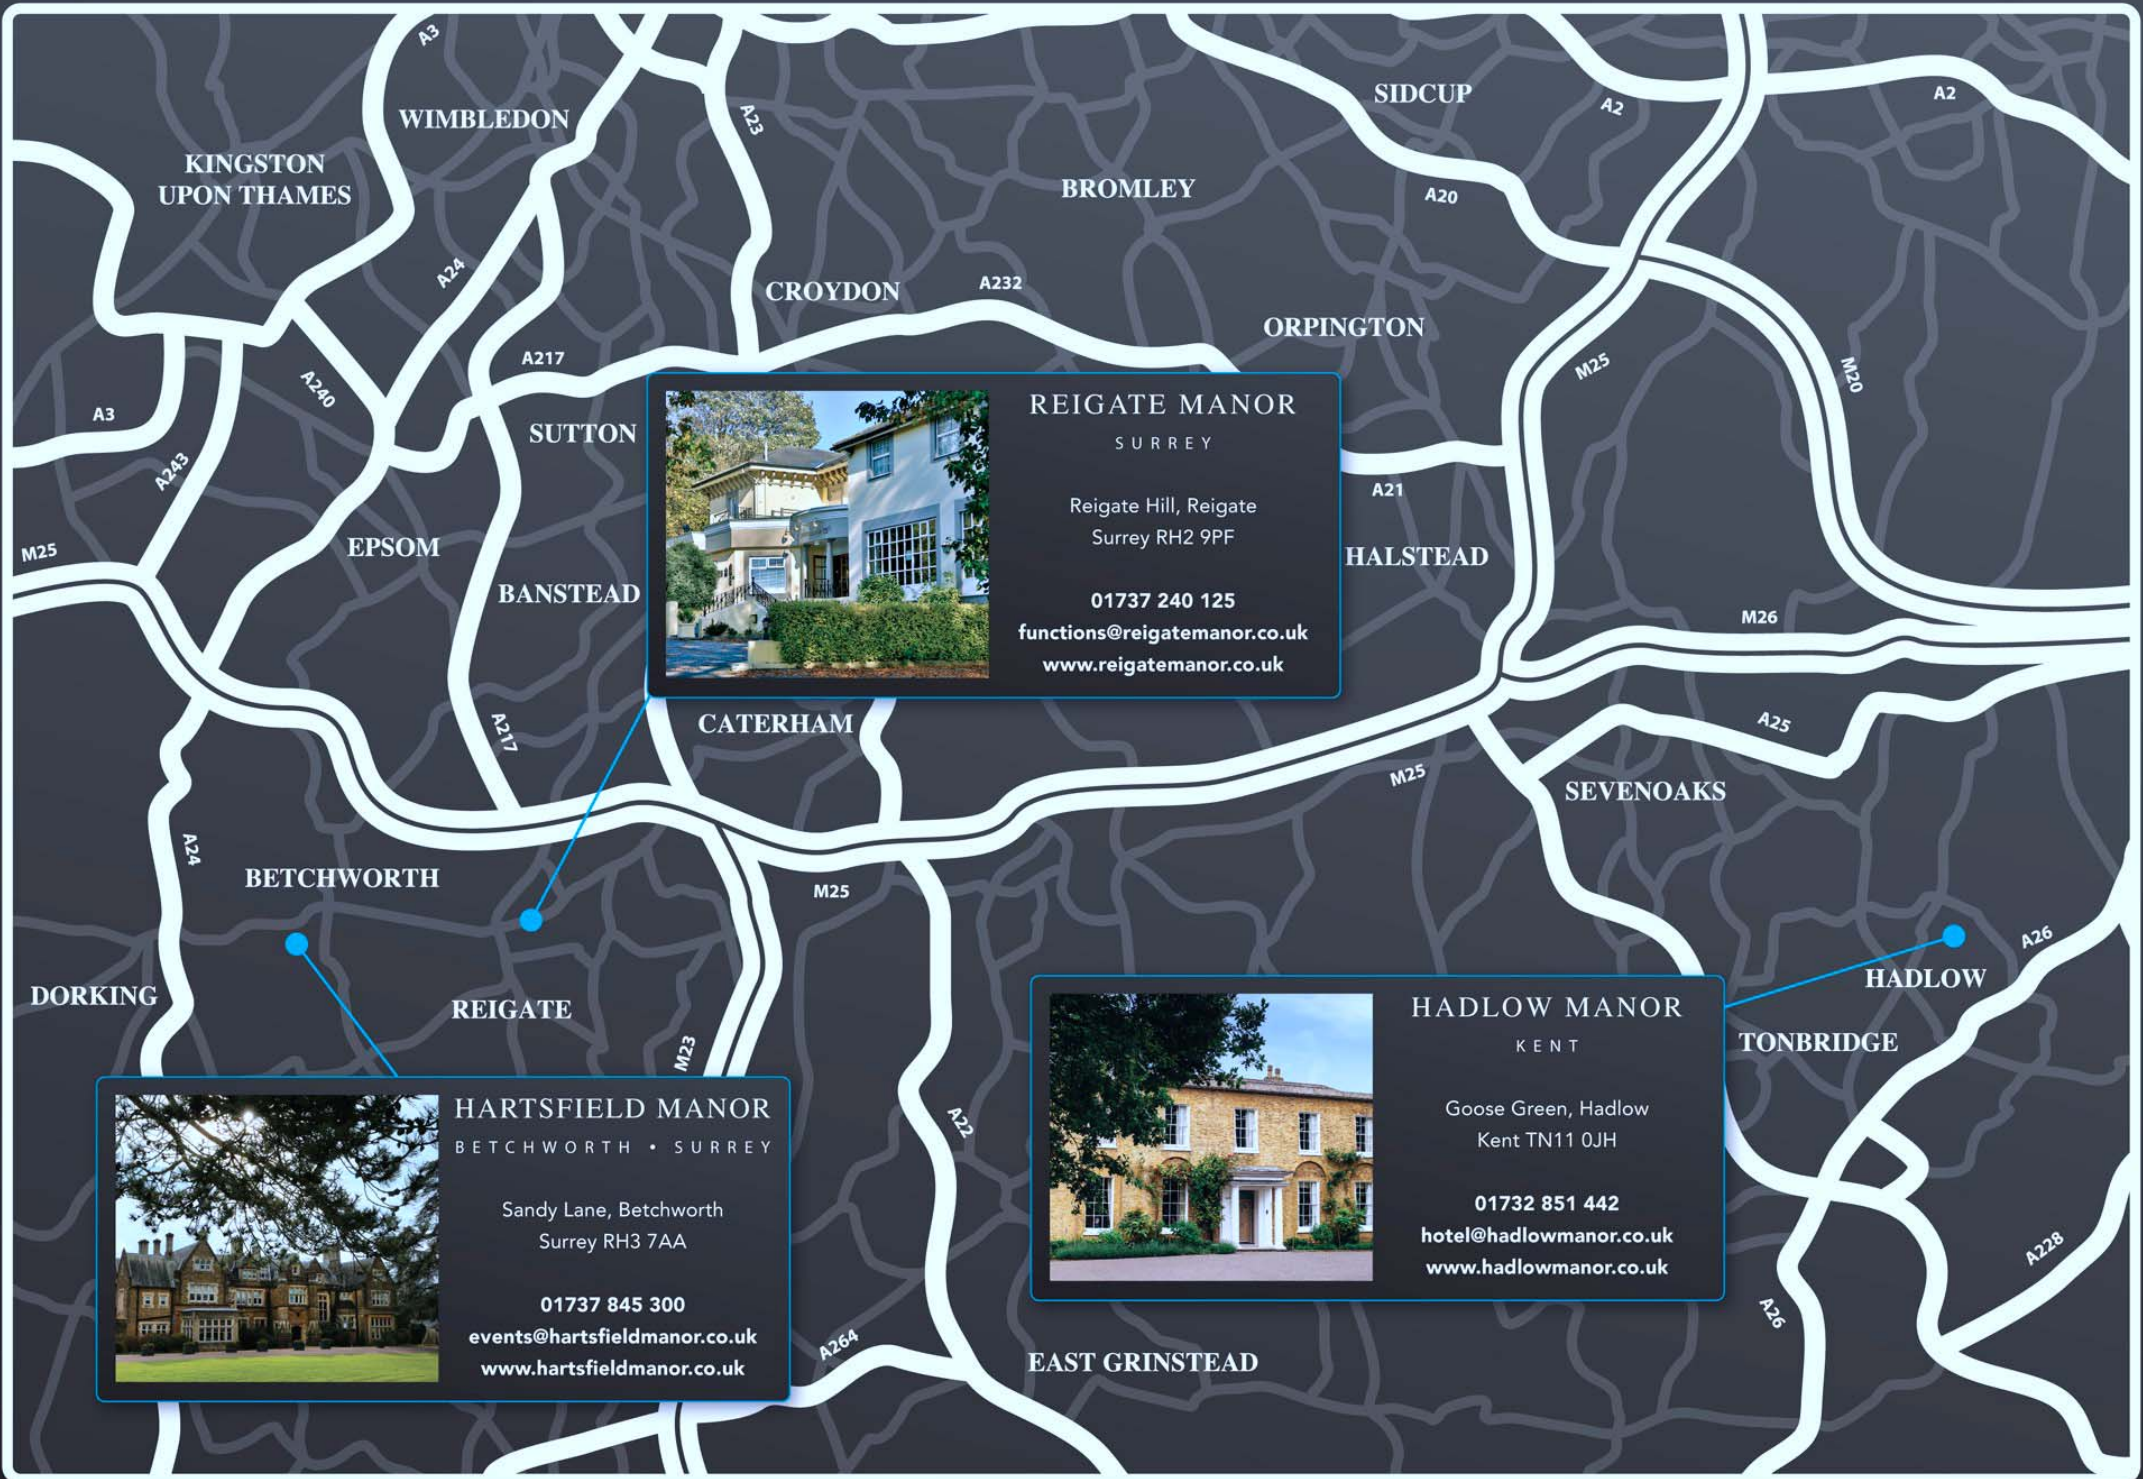 A3
WIMBLEDON
A23
SIDCUP
A2
A2
KINGSTON
UPON THAMES
BROMLEY
A20
A24
CROYDON
A232
ORPINGTON
A217
A240
M25
M20
A3
A243
SUTTON
REIGATE MANOR
SURREY
Reigate Hill, Reigate
Surrey RH2 9PF
01737 240 125
functions@reigatemanor.co.uk
www.reigatemanor.co.uk
A21
HALSTEAD
M25
EPSOM
BANSTEAD
M26
A217
CATERHAM
A25
M25
SEVENOAKS
A24
BETCHWORTH
M25
A26
HADLOW
DORKING
REIGATE
M23
TONBRIDGE
HARTSFIELD MANOR
BETCHWORTH • SURREY
Sandy Lane, Betchworth
Surrey RH3 7AA
01737 845 300
events@hartsfieldmanor.co.uk
www.hartsfieldmanor.co.uk
A22
HADLOW MANOR
KENT
Goose Green, Hadlow
Kent TN11 0JH
01732 851 442
hotel@hadlowmanor.co.uk
www.hadlowmanor.co.uk
A228
A26
A264
EAST GRINSTEAD